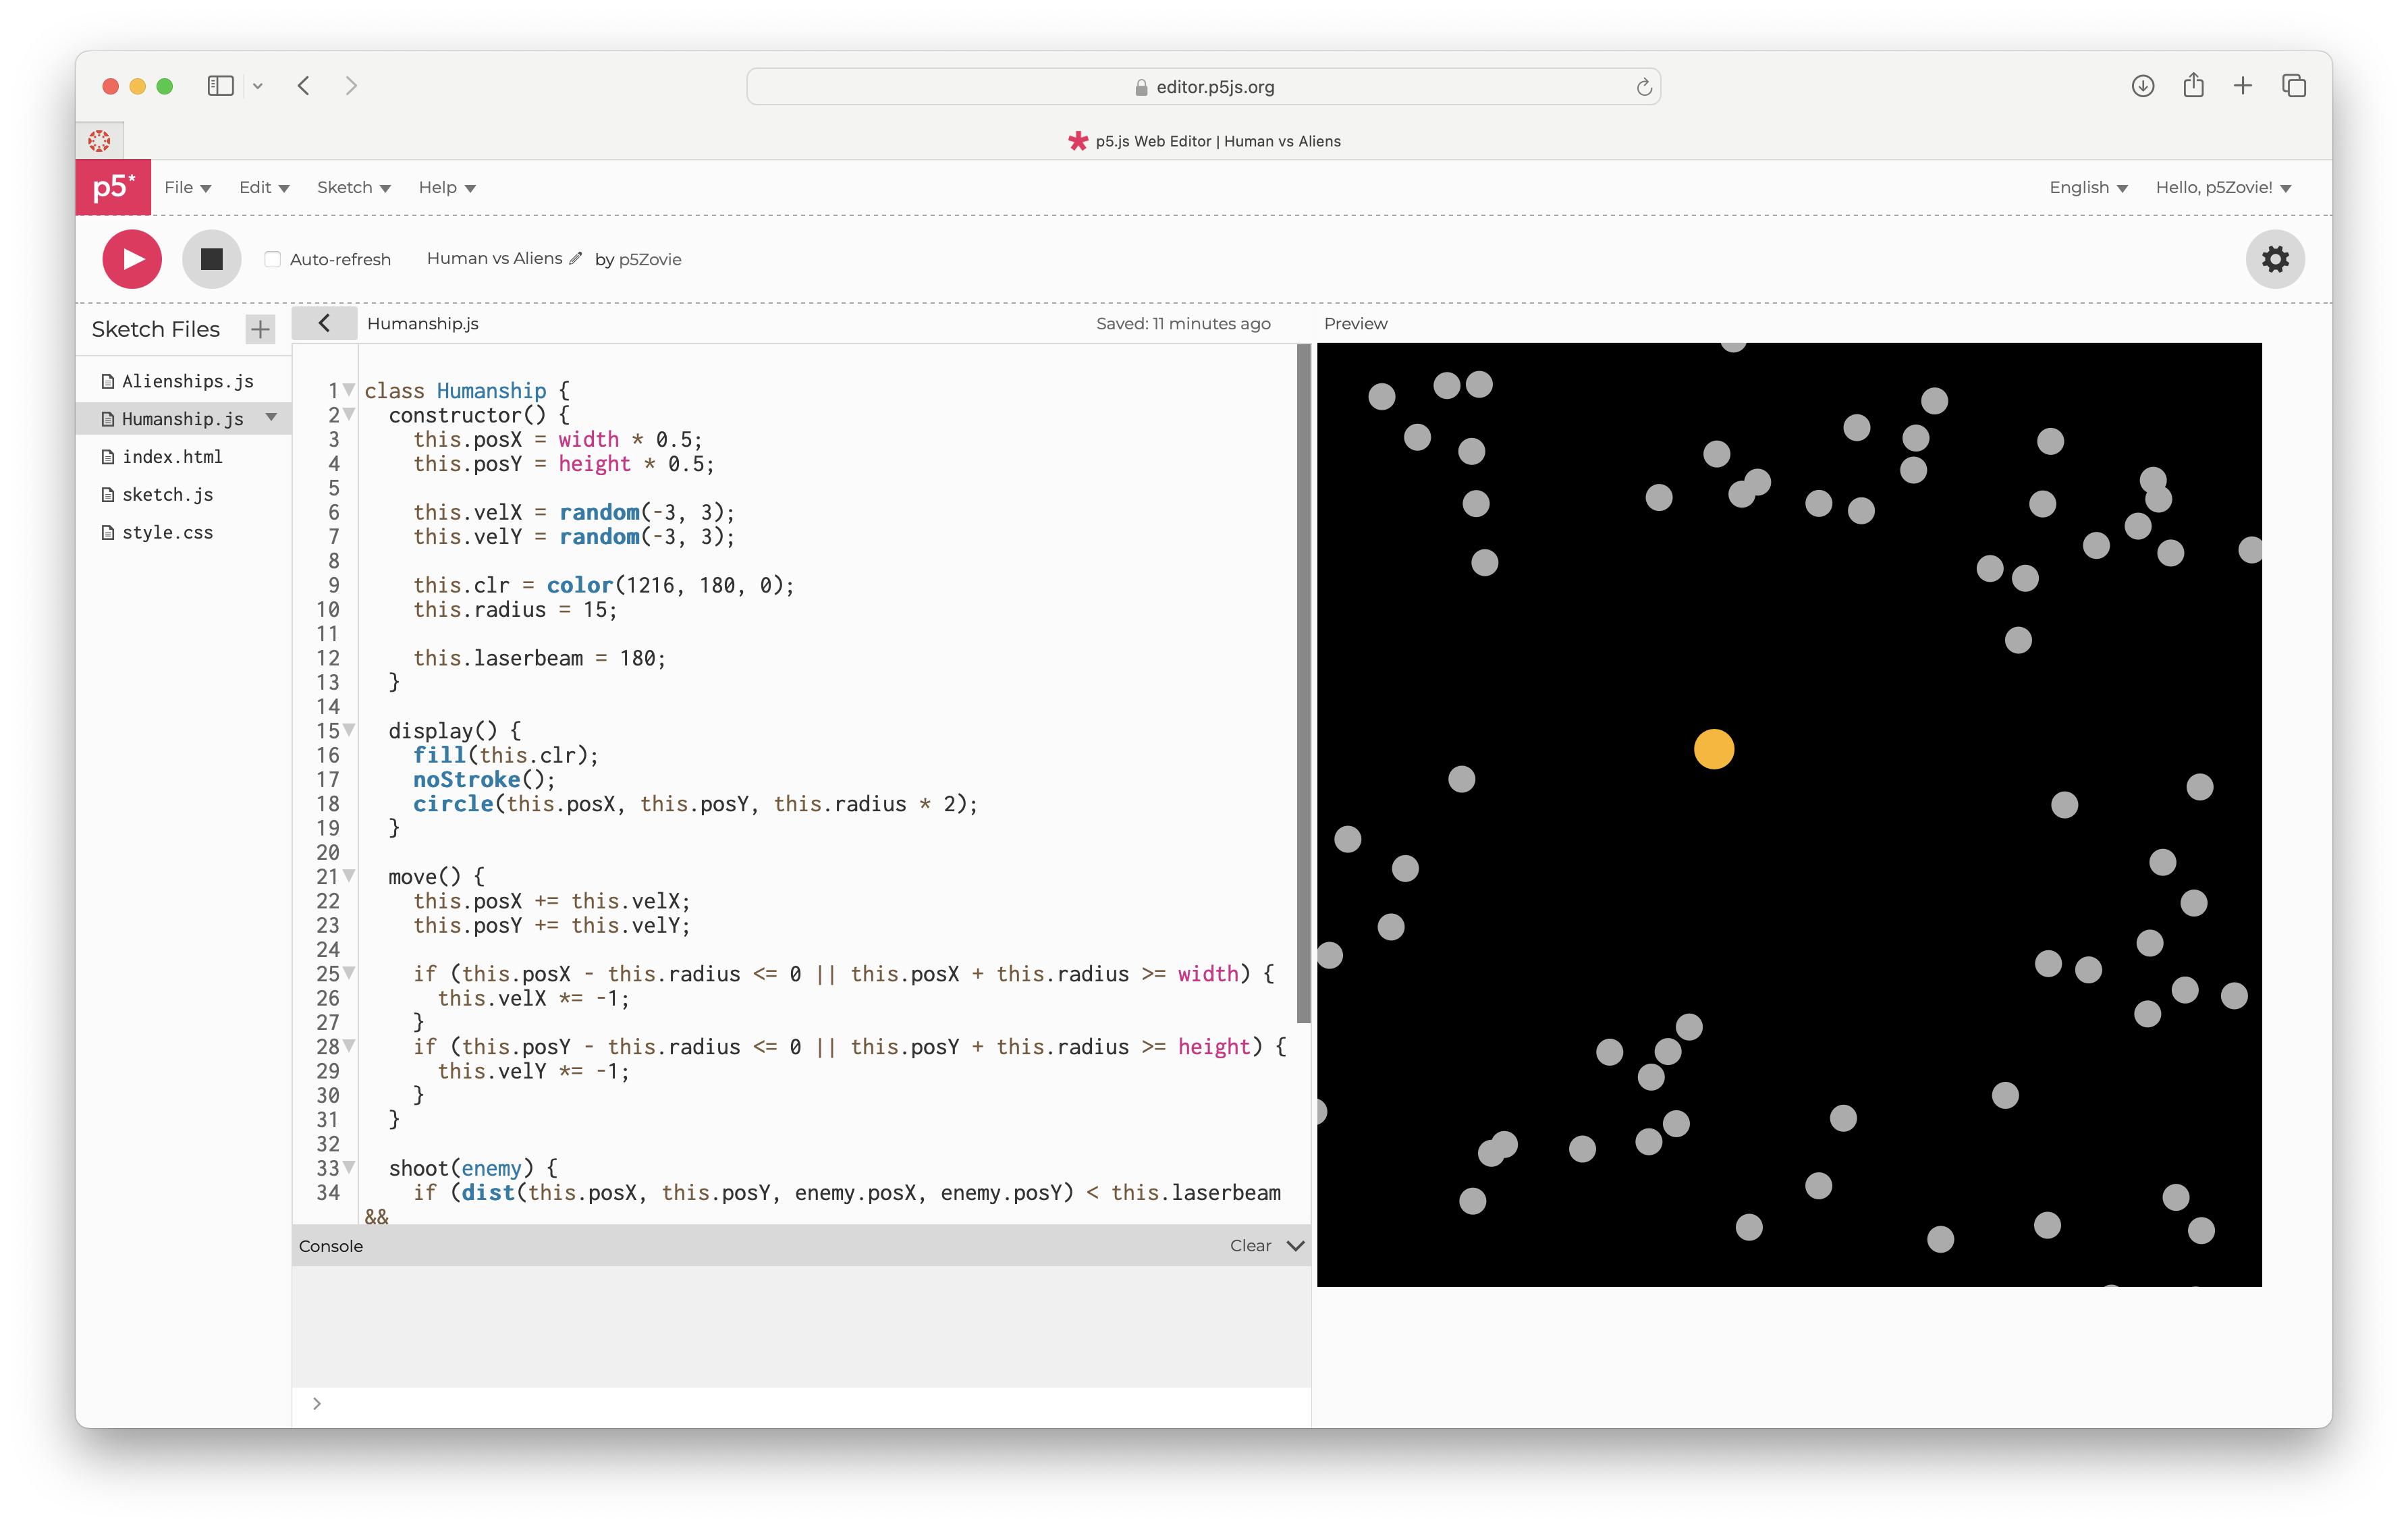 editor.p5js.org
p5.js Web Editor | Human vs Aliens
p5* File Edit Sketch Help English Hello, p5Zovie!
Auto-refresh Human vs Aliens by p5Zovie
Sketch Files +
Alienships.js
Humanship.js
index.html
sketch.js
style.css
Humanship.js Saved: 11 minutes ago
1 class Humanship {
2   constructor() {
3     this.posX = width * 0.5;
4     this.posY = height * 0.5;
5
6     this.velX = random(-3, 3);
7     this.velY = random(-3, 3);
8
9     this.clr = color(1216, 180, 0);
10     this.radius = 15;
11
12     this.laserbeam = 180;
13   }
14
15   display() {
16     fill(this.clr);
17     noStroke();
18     circle(this.posX, this.posY, this.radius * 2);
19   }
20
21   move() {
22     this.posX += this.velX;
23     this.posY += this.velY;
24
25     if (this.posX - this.radius <= 0 || this.posX + this.radius >= width) {
26       this.velX *= -1;
27     }
28     if (this.posY - this.radius <= 0 || this.posY + this.radius >= height) {
29       this.velY *= -1;
30     }
31   }
32
33   shoot(enemy) {
34     if (dist(this.posX, this.posY, enemy.posX, enemy.posY) < this.laserbeam
&&
Console Clear
>
Preview